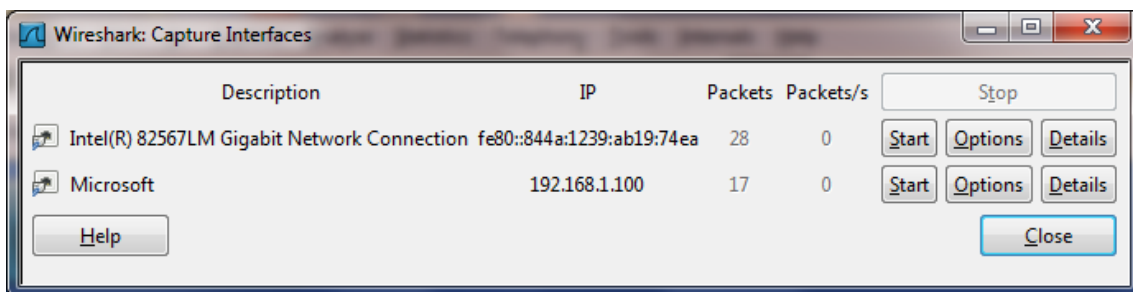 Wireshark: Capture Interfaces
Description IP Packets Packets/s Stop
Intel(R) 82567LM Gigabit Network Connection fe80::844a:1239:ab19:74ea 28 0 Start Options Details
Microsoft 192.168.1.100 17 0 Start Options Details
Help Close